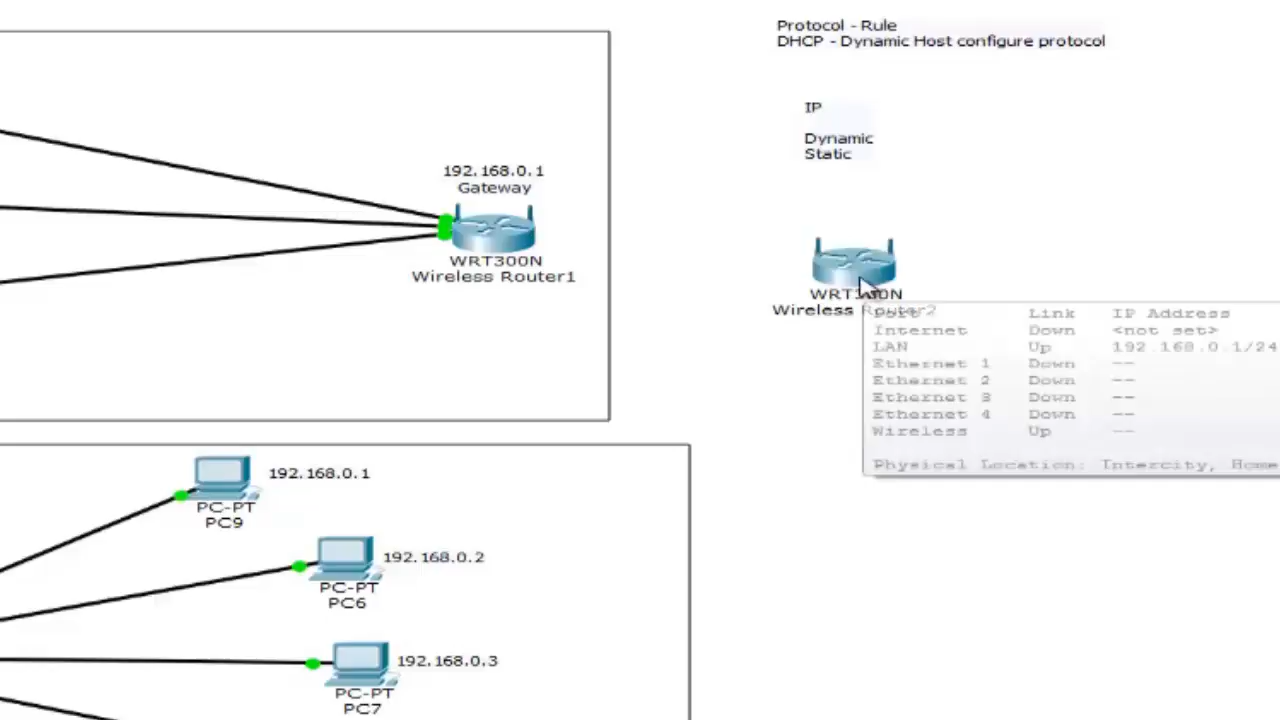 Protocol - Rule
DHCP - Dynamic Host configure protocol
IP
Dynamic
Static
192.168.0.1
Gateway
WRT300N
Wireless Router1
WRT300N
Wireless Router2
Port Link IP Address
Internet Down <not set>
LAN Up 192.168.0.1/24
Ethernet 1 Down --
Ethernet 2 Down --
Ethernet 3 Down --
Ethernet 4 Down --
Wireless Up --
Physical Location: Intercity, Home
192.168.0.1
PC-PT
PC9
192.168.0.2
PC-PT
PC6
192.168.0.3
PC-PT
PC7